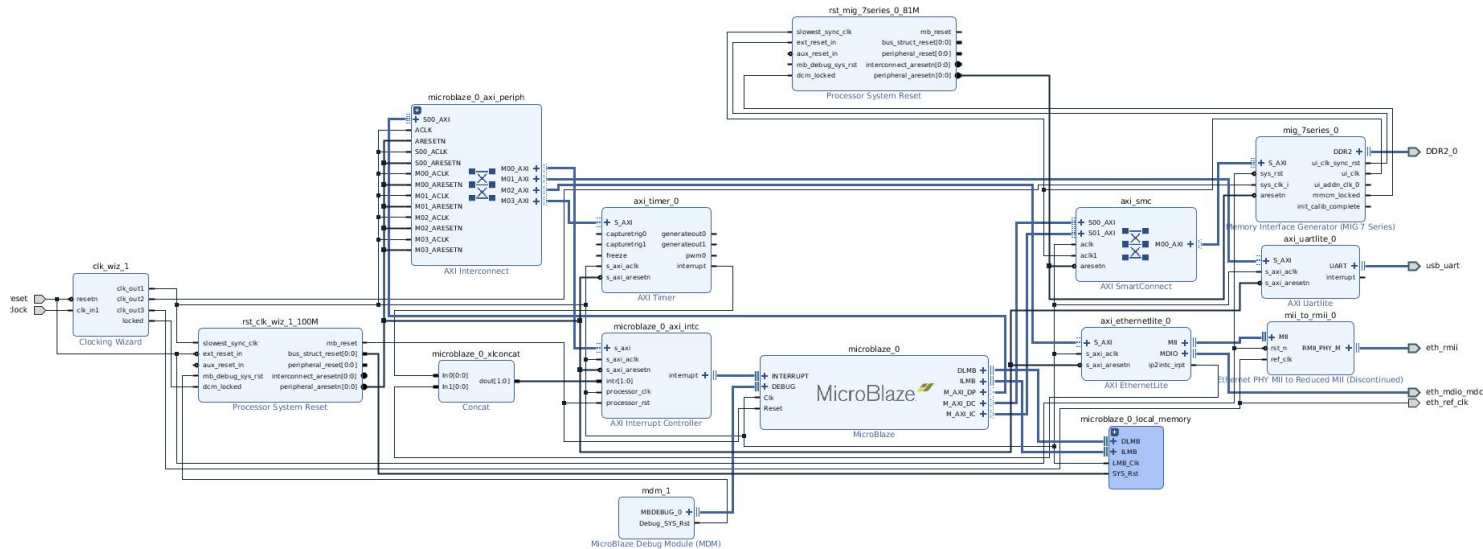 rst_mig_7series_0_81M
slowest_sync_clk
ext_reset_in
aux_reset_in
mb_debug_sys_rst
dcm_locked
mb_reset
bus_struct_reset[0:0]
peripheral_reset[0:0]
interconnect_aresetn[0:0]
peripheral_aresetn[0:0]
Processor System Reset
microblaze_0_axi_periph
S00_AXI
ACLK
ARESETN
S00_ACLK
S00_ARESETN
M00_ACLK
M00_ARESETN
M01_ACLK
M01_ARESETN
M02_ACLK
M02_ARESETN
M03_ACLK
M03_ARESETN
M00_AXI
M01_AXI
M02_AXI
M03_AXI
AXI Interconnect
mig_7series_0
S_AXI
sys_rst
sys_clk_i
aresetn
DDR2
ui_clk_sync_rst
ui_clk
ui_addn_clk_0
mmcm_locked
init_calib_complete
Memory Interface Generator (MIG 7 Series)
DDR2_0
axi_timer_0
S_AXI
capturetrig0
capturetrig1
freeze
s_axi_aclk
s_axi_aresetn
generateout0
generateout1
pwm0
interrupt
AXI Timer
axi_smc
S00_AXI
S01_AXI
aclk
aclk1
aresetn
M00_AXI
AXI SmartConnect
axi_uartlite_0
S_AXI
s_axi_aclk
s_axi_aresetn
UART
interrupt
AXI Uartlite
usb_uart
clk_wiz_1
resetn
clk_in1
clk_out1
clk_out2
clk_out3
locked
Clocking Wizard
reset
clock
rst_clk_wiz_1_100M
slowest_sync_clk
ext_reset_in
aux_reset_in
mb_debug_sys_rst
dcm_locked
mb_reset
bus_struct_reset[0:0]
peripheral_reset[0:0]
interconnect_aresetn[0:0]
peripheral_aresetn[0:0]
Processor System Reset
microblaze_0_xlconcat
In0[0:0]
In1[0:0]
dout[1:0]
Concat
microblaze_0_axi_intc
s_axi
s_axi_aclk
s_axi_aresetn
intr[1:0]
processor_clk
processor_rst
interrupt
AXI Interrupt Controller
microblaze_0
INTERRUPT
DEBUG
Clk
Reset
MicroBlaze
DLMB
ILMB
M_AXI_DP
M_AXI_DC
M_AXI_IC
MicroBlaze
axi_ethernetlite_0
S_AXI
s_axi_aclk
s_axi_aresetn
MII
MDIO
ip2intc_irpt
AXI EthernetLite
mii_to_rmii_0
MII
rst_n
ref_clk
RMII_PHY_M
Ethernet PHY MII to Reduced MII (Discontinued)
eth_rmii
eth_mdio_mdc
eth_ref_clk
microblaze_0_local_memory
DLMB
ILMB
LMB_Clk
SYS_Rst
mdm_1
MBDEBUG_0
Debug_SYS_Rst
MicroBlaze Debug Module (MDM)